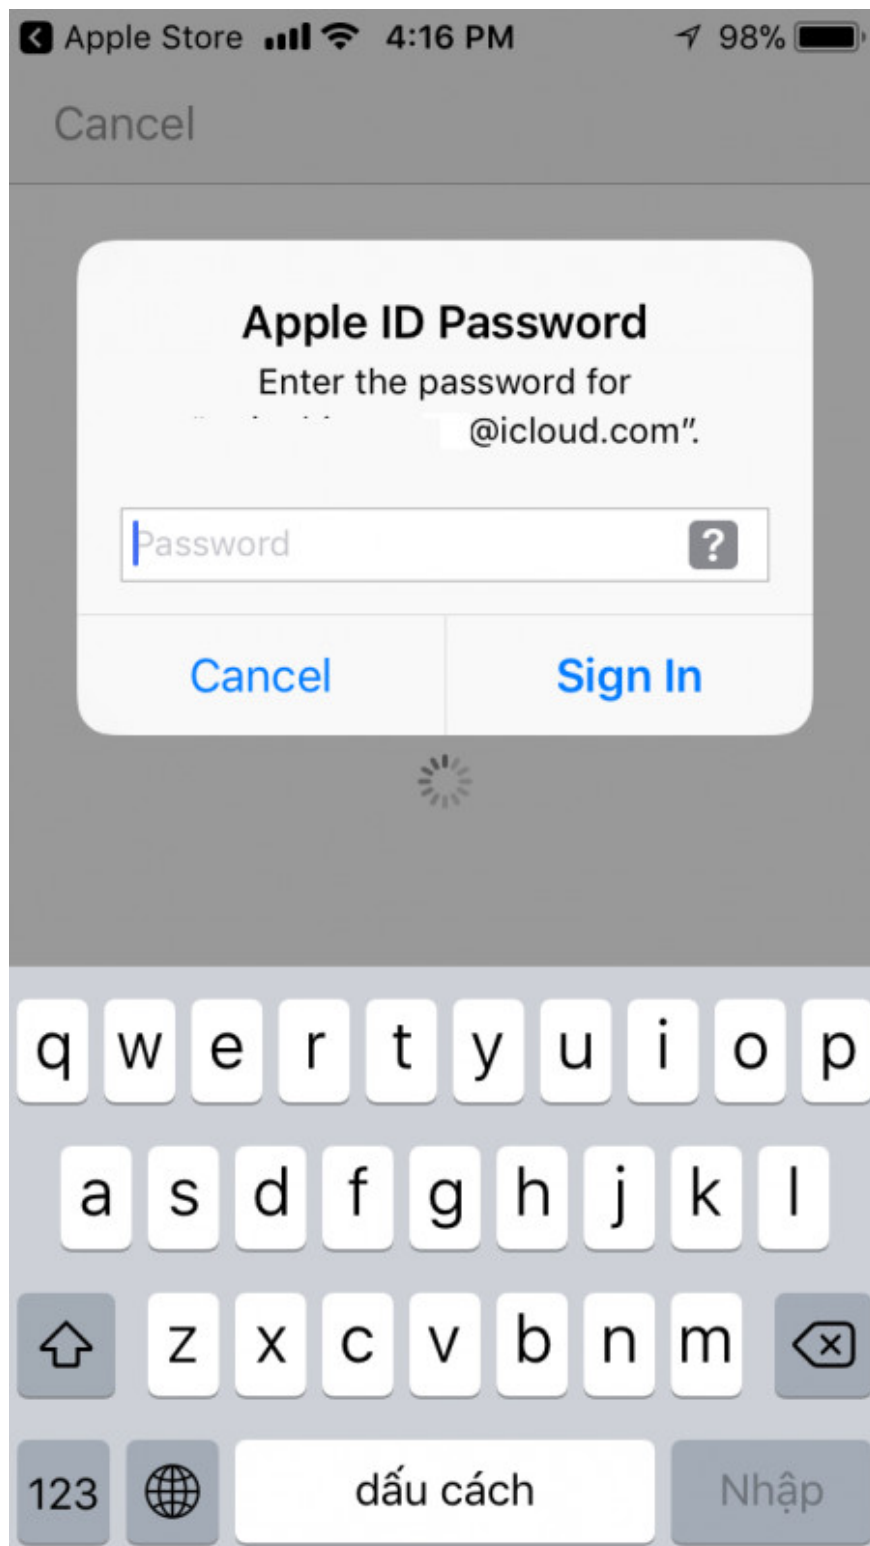 Apple Store 4:16 PM 98%
Cancel
Apple ID Password
Enter the password for
@icloud.com”.
Password ?
Cancel Sign In
q w e r t y u i o p
a s d f g h j k l
z x c v b n m
123 dấu cách Nhập